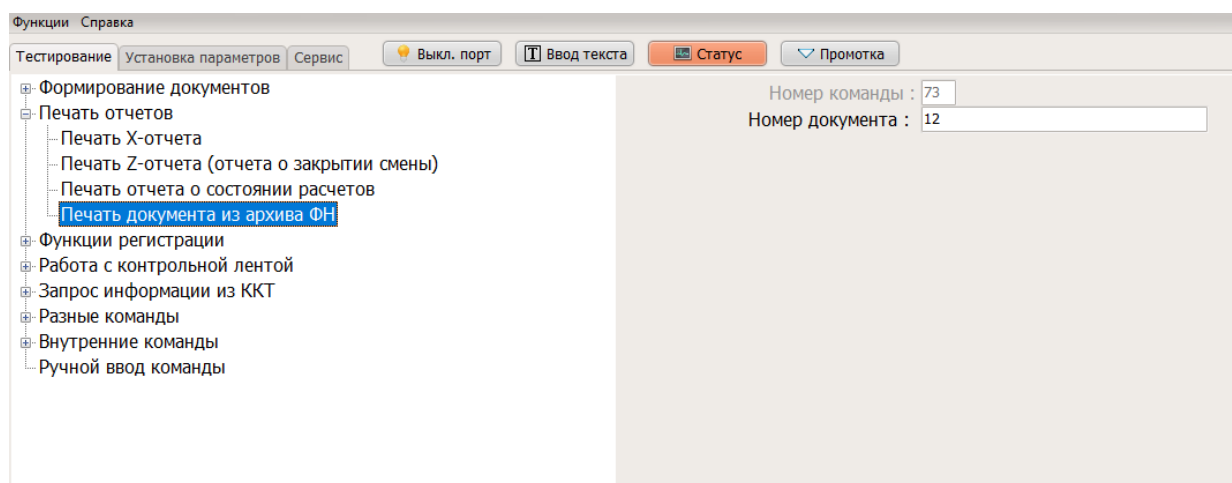 Функции Справка
Тестирование Установка параметров Сервис Выкл. порт Ввод текста Статус Промотка
Формирование документов
Печать отчетов
Печать X-отчета
Печать Z-отчета (отчета о закрытии смены)
Печать отчета о состоянии расчетов
Печать документа из архива ФН
Функции регистрации
Работа с контрольной лентой
Запрос информации из ККТ
Разные команды
Внутренние команды
Ручной ввод команды
Номер команды : 73
Номер документа : 12